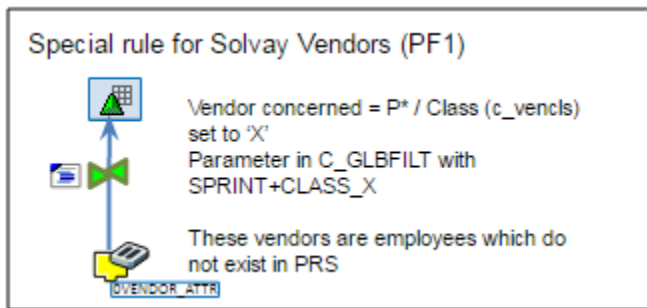 Special rule for Solvay Vendors (PF1)
Vendor concerned = P* / Class (c_vencls)
set to ‘X’
Parameter in C_GLBFILT with
SPRINT+CLASS_X
These vendors are employees which do
not exist in PRS
0VENDOR_ATTR